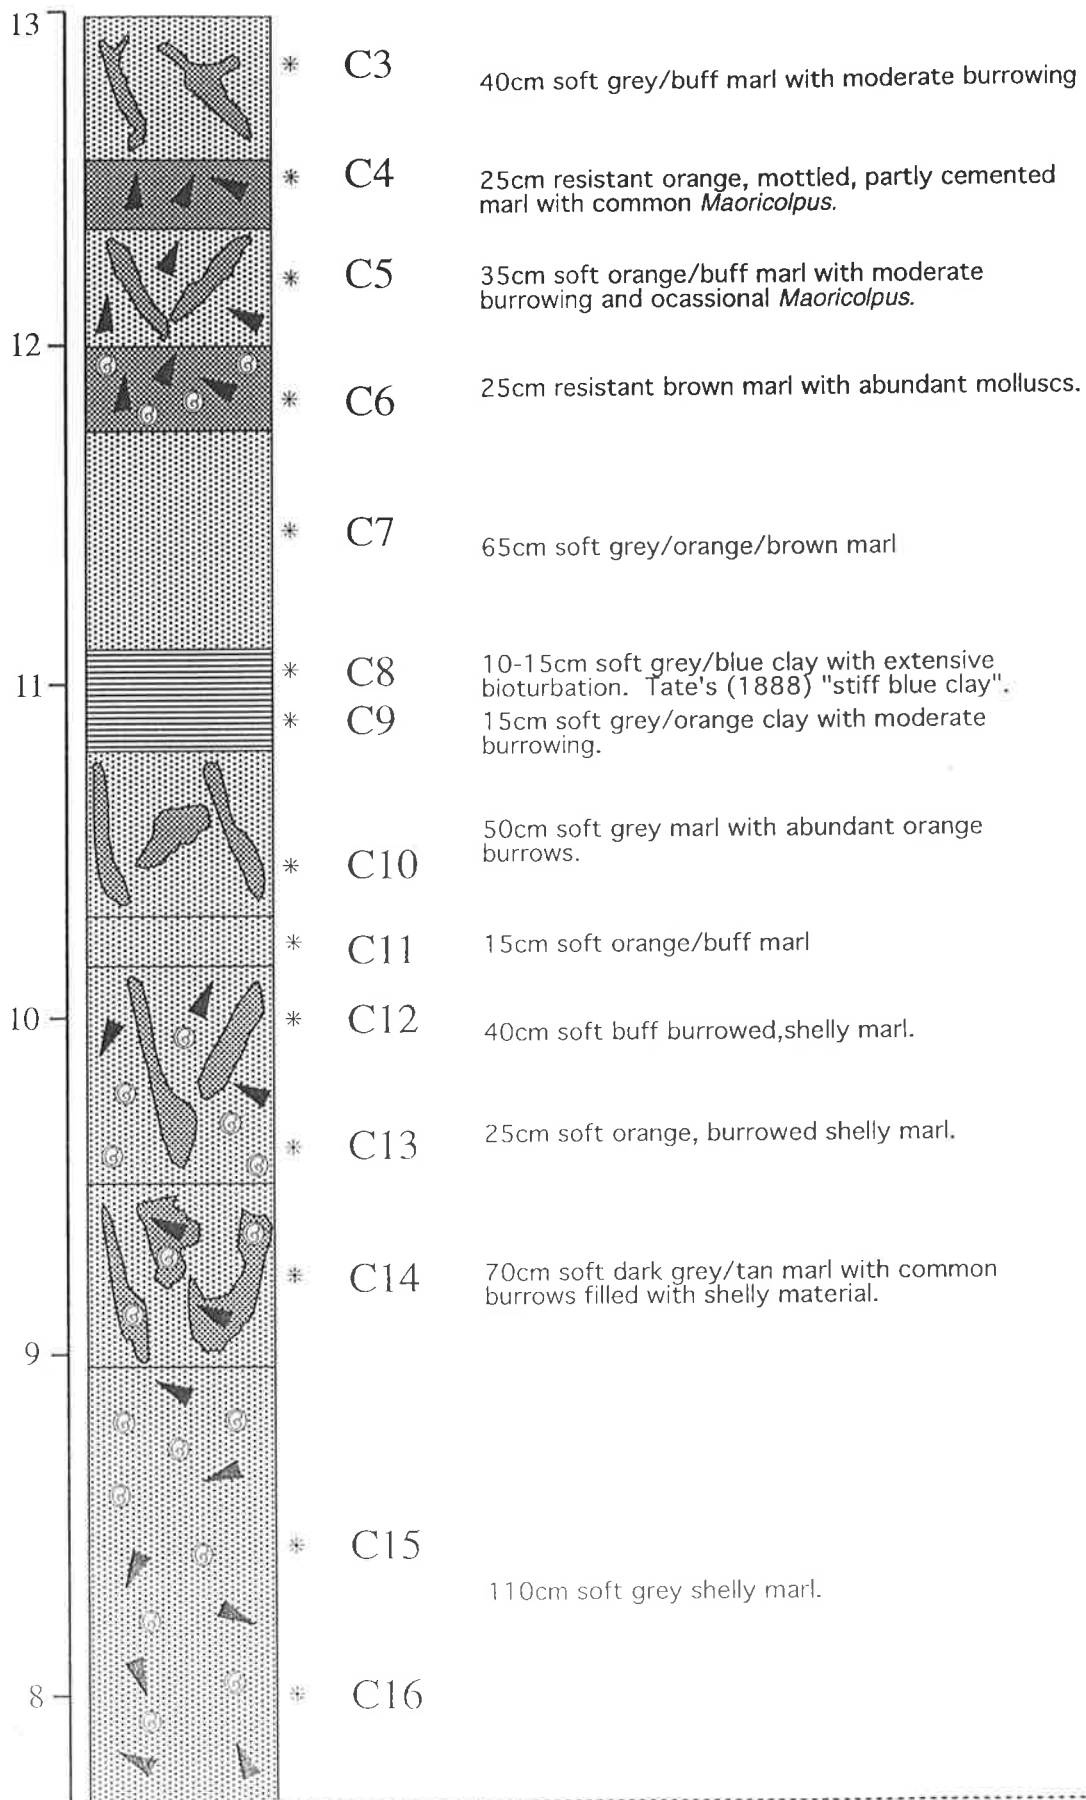 13
C3
40cm soft grey/buff marl with moderate burrowing
C4
25cm resistant orange, mottled, partly cemented
marl with common Maoricolpus.
C5
35cm soft orange/buff marl with moderate
burrowing and ocassional Maoricolpus.
12
C6
25cm resistant brown marl with abundant molluscs.
C7
65cm soft grey/orange/brown marl
11
C8
10-15cm soft grey/blue clay with extensive
bioturbation. Tate's (1888) "stiff blue clay".
C9
15cm soft grey/orange clay with moderate
burrowing.
50cm soft grey marl with abundant orange
burrows.
C10
C11
15cm soft orange/buff marl
10
C12
40cm soft buff burrowed,shelly marl.
C13
25cm soft orange, burrowed shelly marl.
C14
70cm soft dark grey/tan marl with common
burrows filled with shelly material.
9
C15
110cm soft grey shelly marl.
8
C16